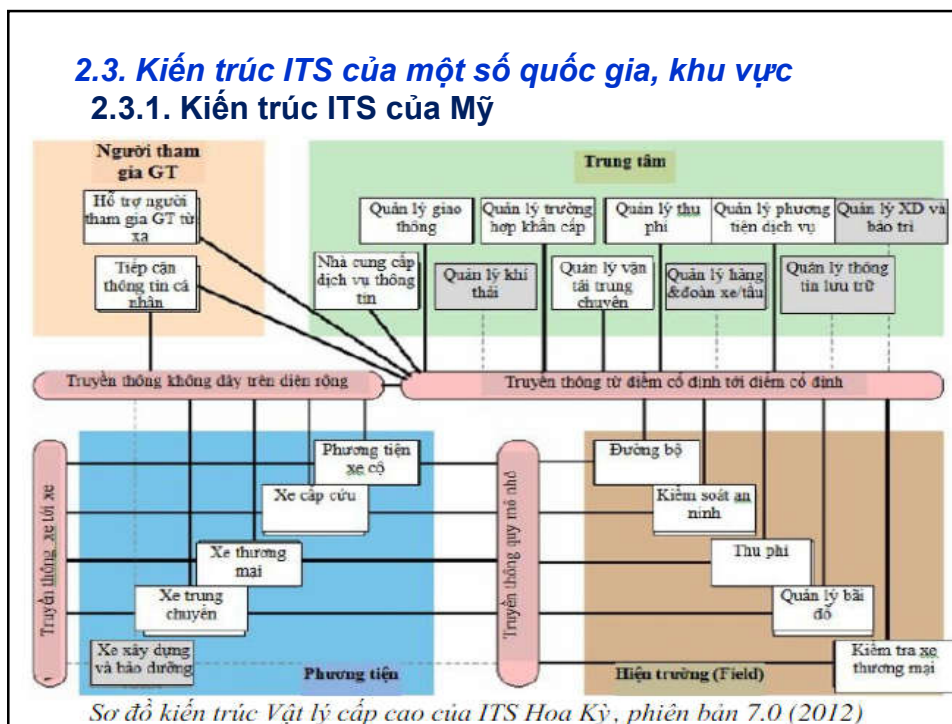 2.3. Kiến trúc ITS của một số quốc gia, khu vực
2.3.1. Kiến trúc ITS của Mỹ
Người tham
gia GT
Trung tâm
Hỗ trợ người
tham gia GT từ
xa
Tiếp cận
thông tin cá
nhân
Quản lý giao
thông
Quản lý trường
hợp khẩn cấp
Quản lý thu
phí
Quản lý phương
tiện dịch vụ
Quản lý XD và
bảo trì
Nhà cung cấp
dịch vụ thông
tin
Quản lý khí
thải
Quản lý vận
tải trung
chuyển
Quản lý hàng
&đoàn xe/tầu
Quản lý thông
tin lưu trữ
Truyền thông không dây trên diện rộng
Truyền thông từ điểm cố định tới điểm cố định
Truyền thông xe tới xe
Phương tiện
xe cộ
Xe cấp cứu
Xe thương
mại
Xe trung
chuyển
Xe xây dựng
và bảo dưỡng
Phương tiện
Truyền thông quy mô nhỏ
Đường bộ
Kiểm soát an
ninh
Thu phí
Quản lý bãi
đỗ
Kiểm tra xe
thương mại
Hiện trường (Field)
Sơ đồ kiến trúc Vật lý cấp cao của ITS Hoa Kỳ, phiên bản 7.0 (2012)